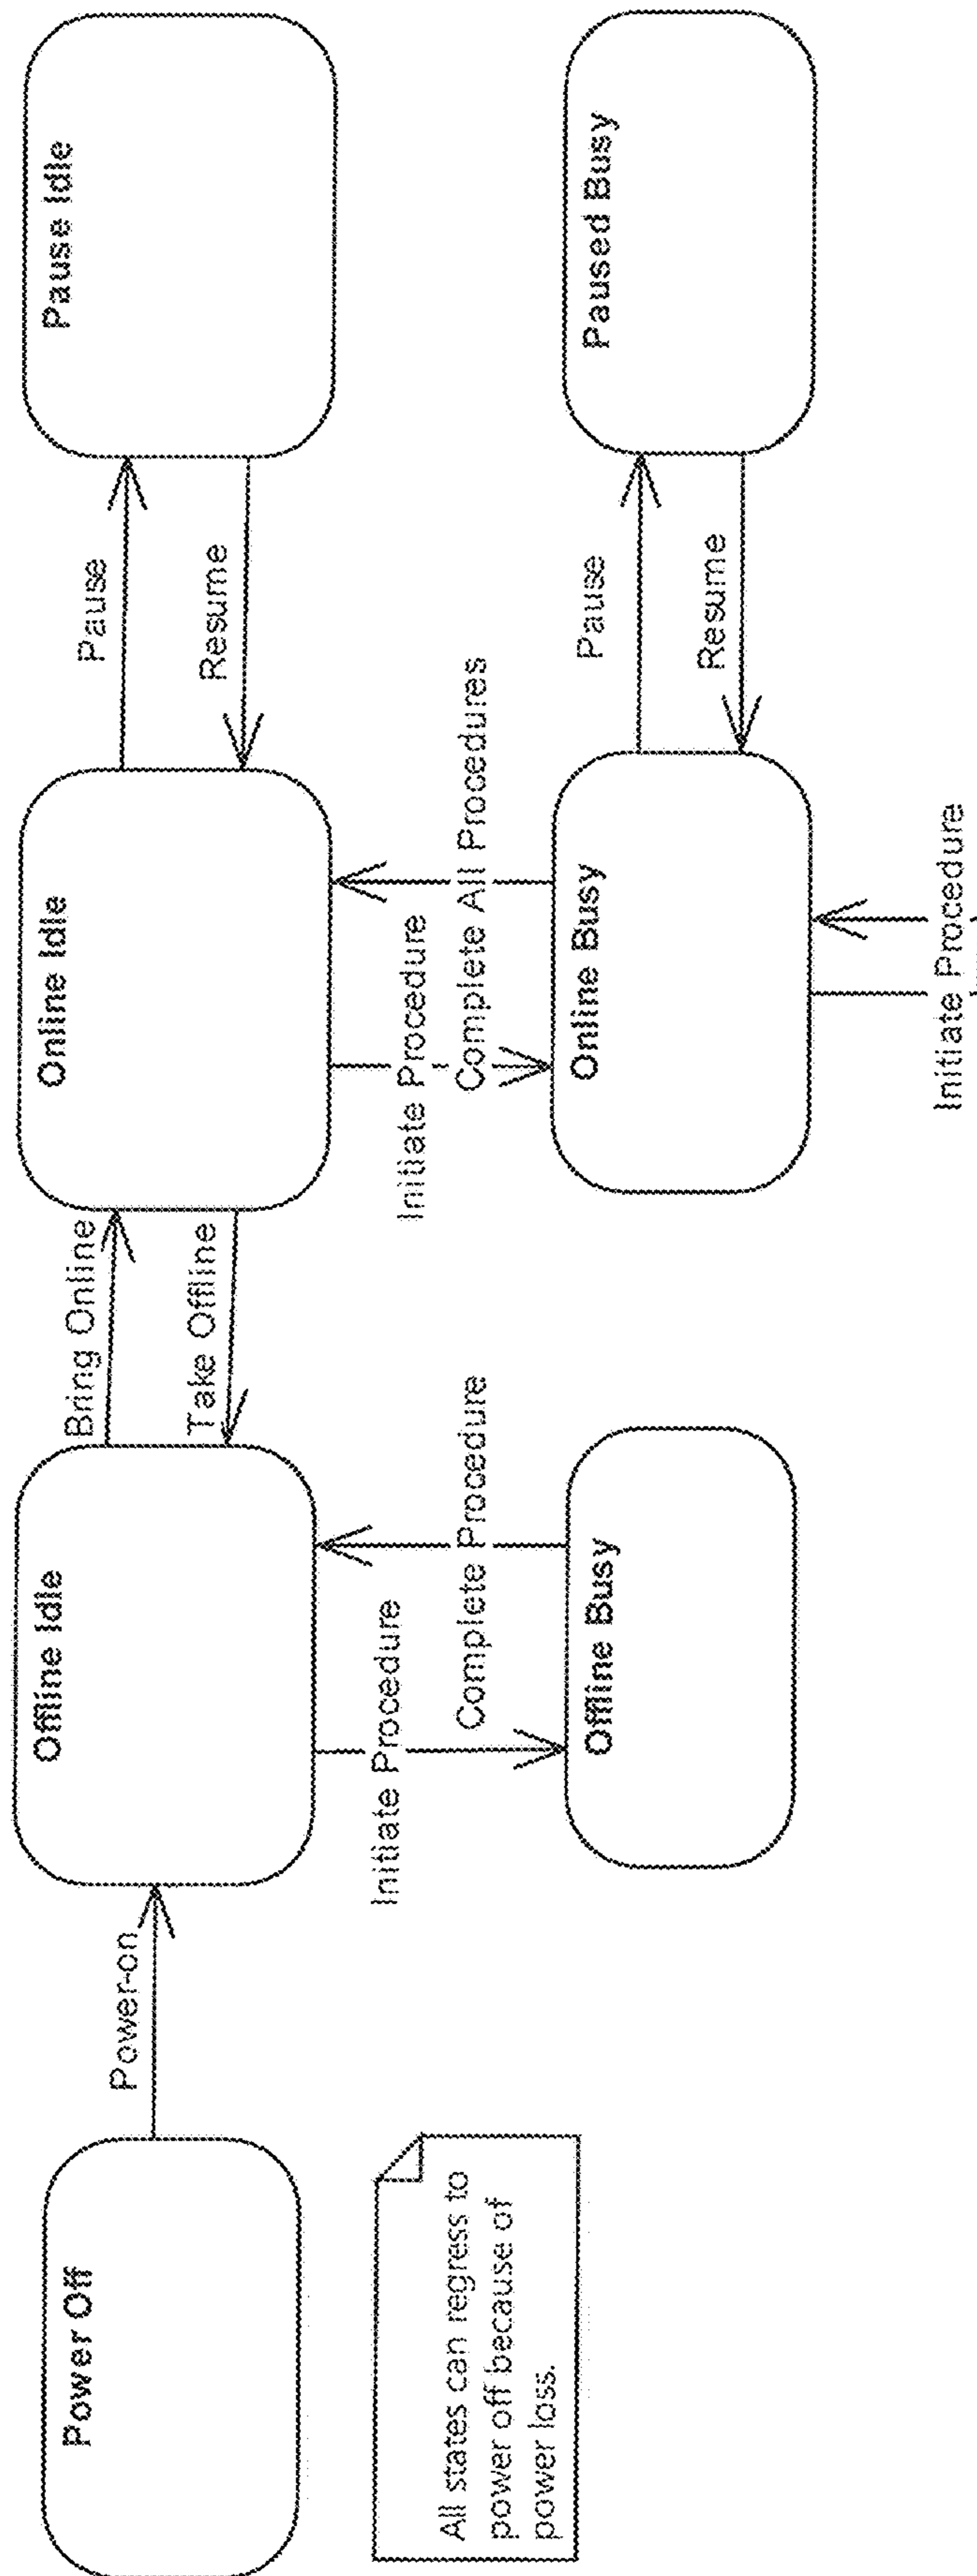 Power Off
Power-on
Offline Idle
Bring Online
Take Offline
Online Idle
Pause
Resume
Pause Idle
All states can regress to
power off because of
power loss.
Initiate Procedure
Complete Procedure
Offline Busy
Initiate Procedure
Complete All Procedures
Online Busy
Pause
Resume
Paused Busy
Initiate Procedure